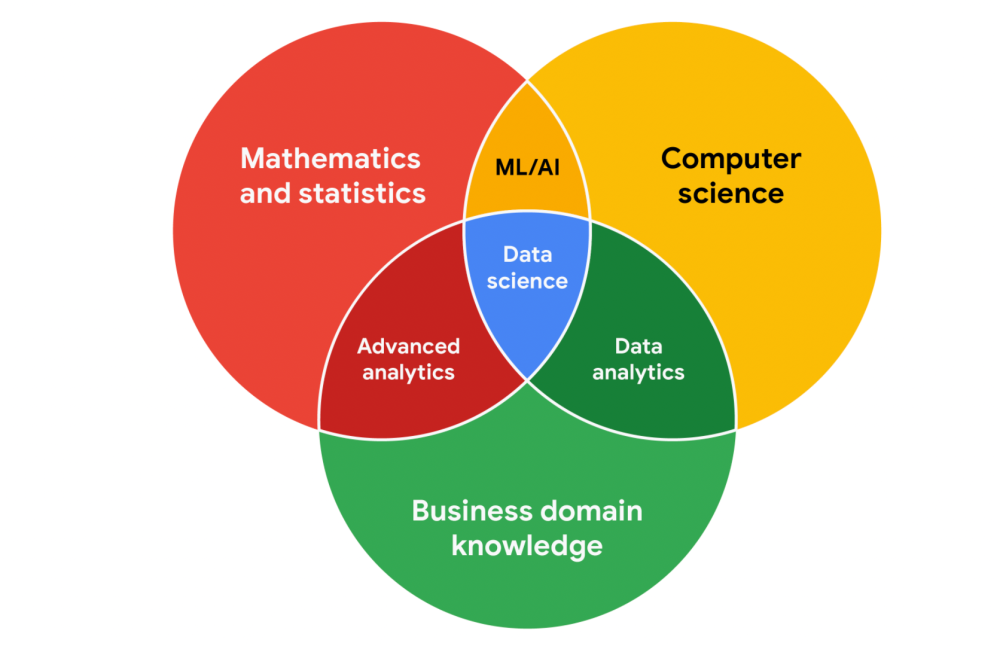 Mathematics
and statistics
ML/AI
Computer
science
Data
science
Advanced
analytics
Data
analytics
Business domain
knowledge